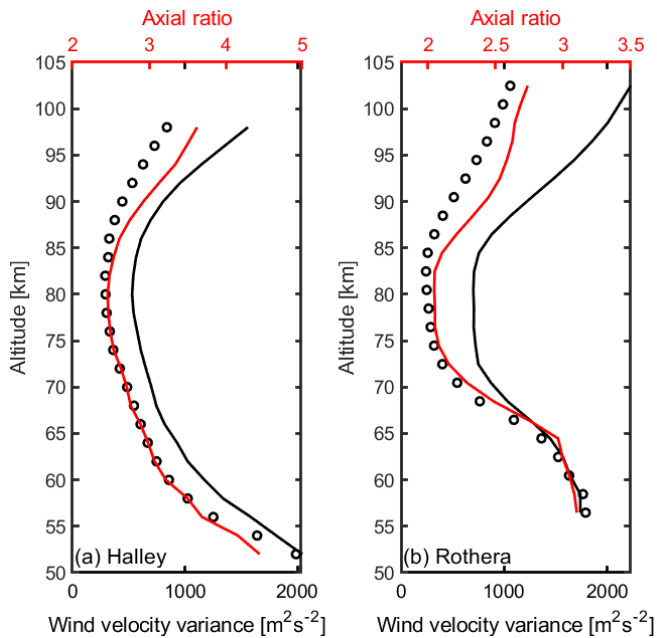 Axial ratio
2 3 4 5
105
100
95
90
85
80
75
70
65
60
55
50
Altitude [km]
(a) Halley
0 1000 2000
Wind velocity variance [m²s⁻²]
Axial ratio
2 2.5 3 3.5
105
100
95
90
85
80
75
70
65
60
55
50
Altitude [km]
(b) Rothera
0 1000 2000
Wind velocity variance [m²s⁻²]